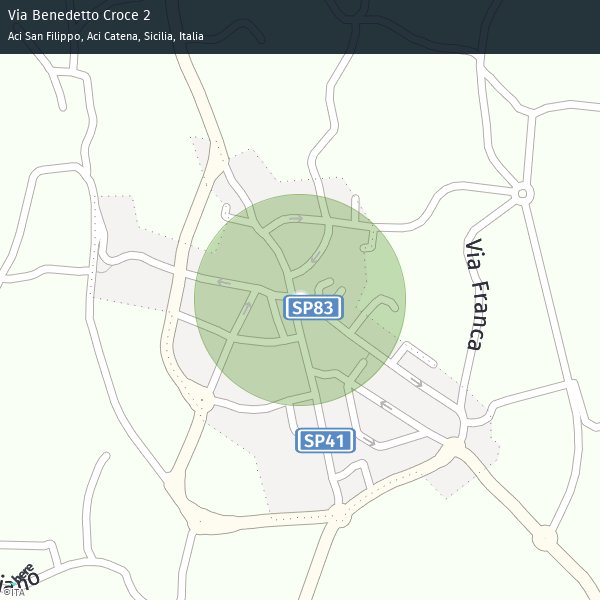 Via Benedetto Croce 2
Aci San Filippo, Aci Catena, Sicilia, Italia
Via Franca
SP83
SP41
here
©ITA